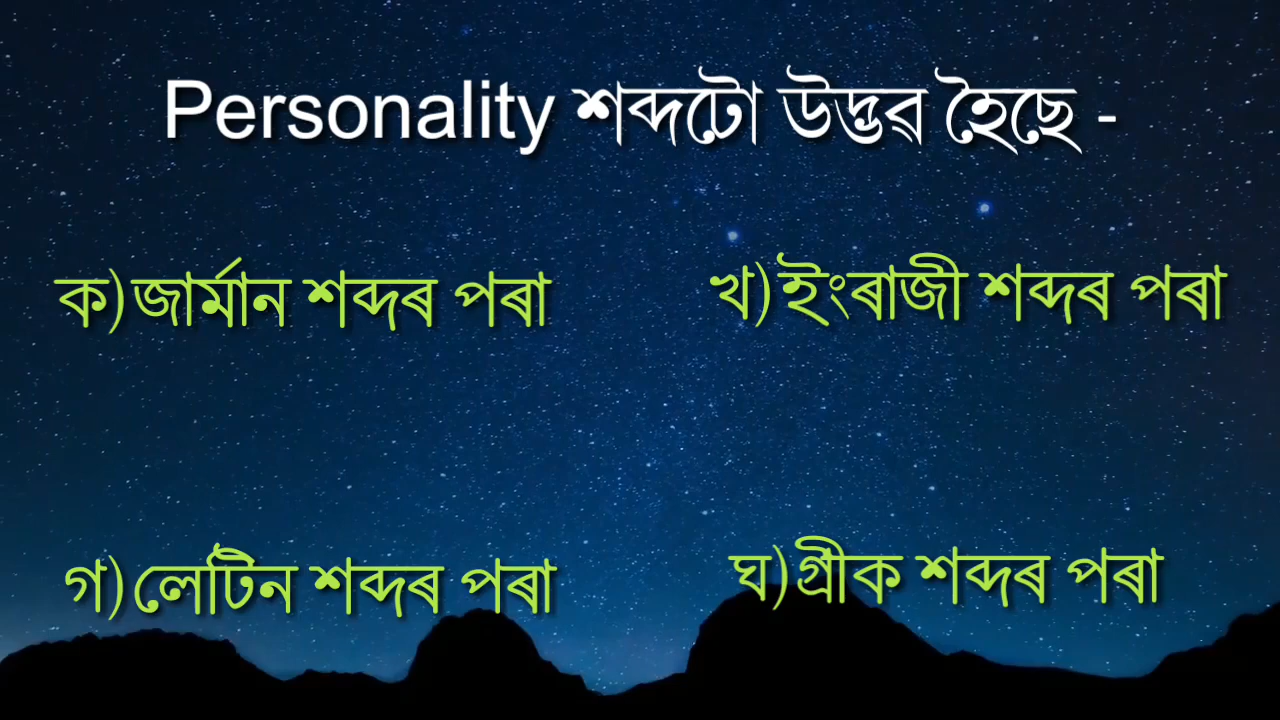 Personality শব্দটো উদ্ভৱ হৈছে -
ক)জাৰ্মান শব্দৰ পৰা
খ)ইংৰাজী শব্দৰ পৰা
গ)লেটিন শব্দৰ পৰা
ঘ)গ্ৰীক শব্দৰ পৰা